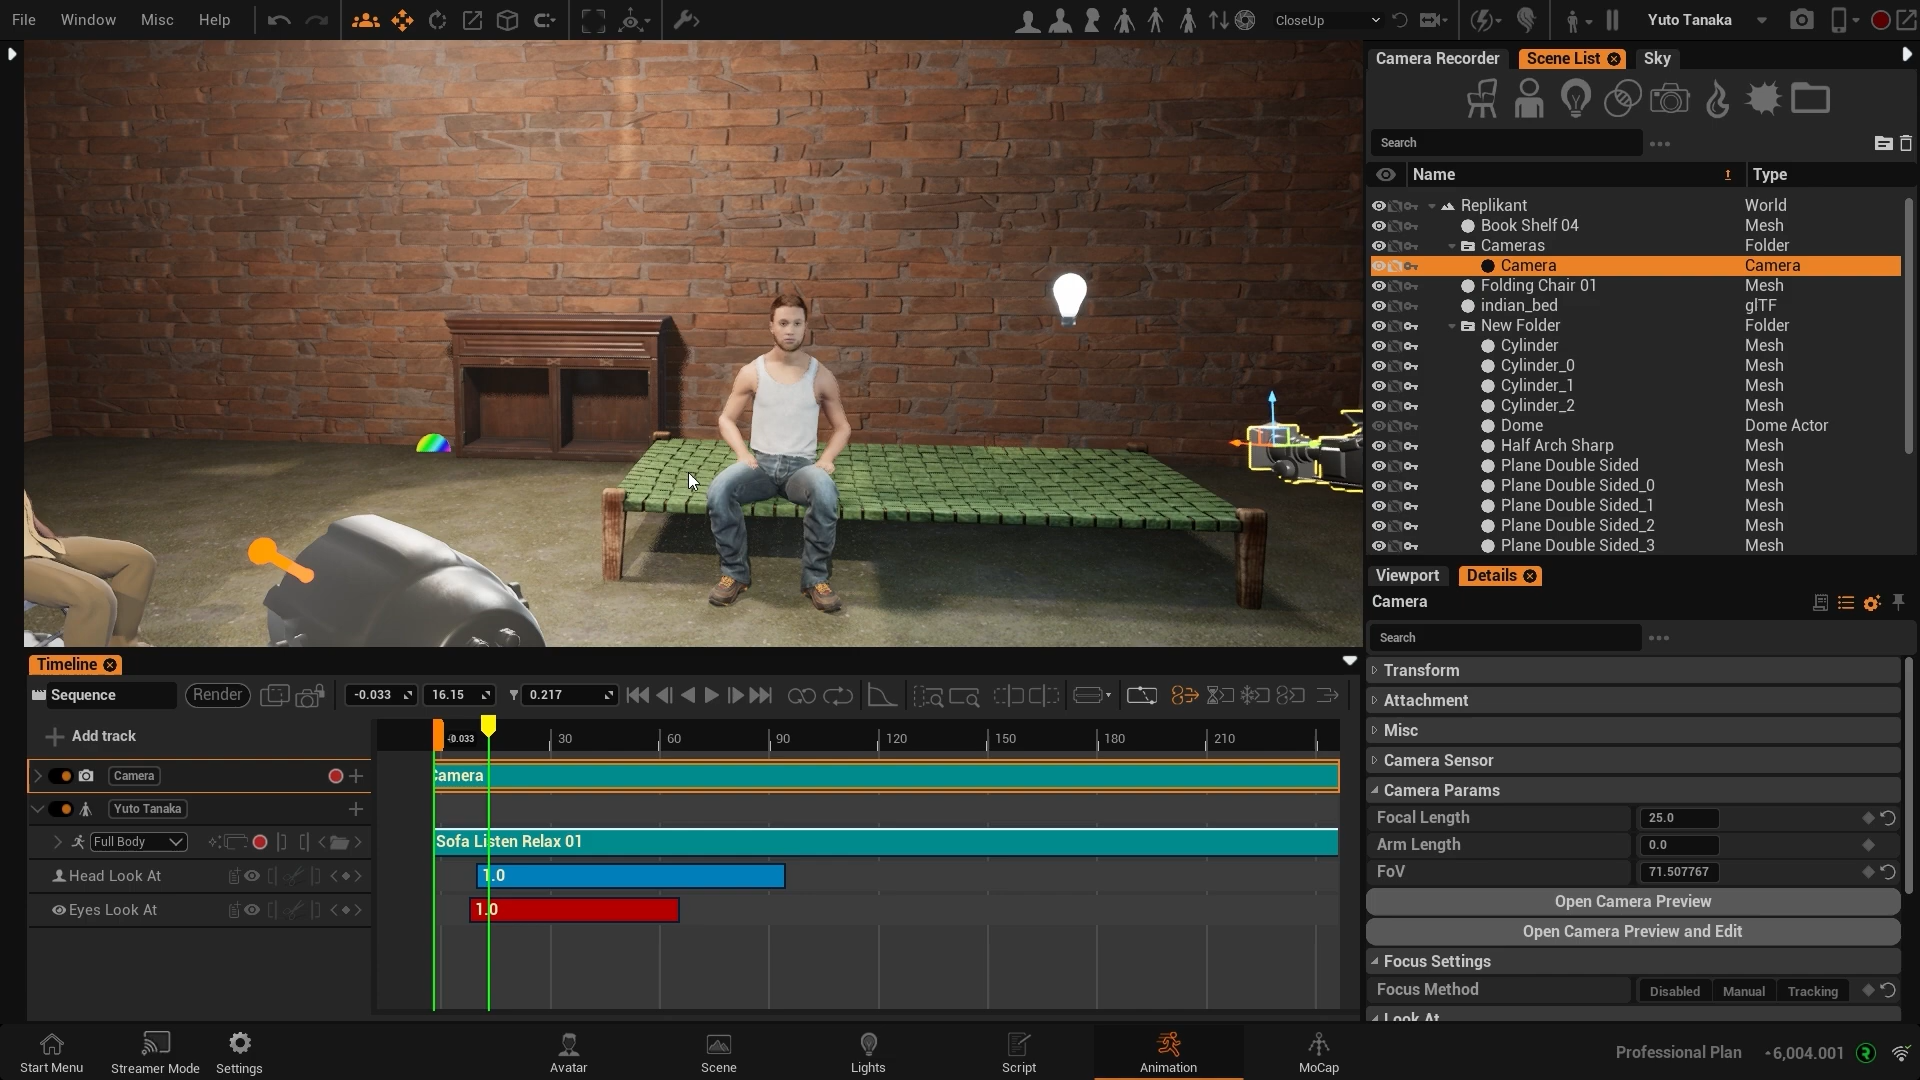 File Window Misc Help CloseUp Yuto Tanaka
Camera Recorder Scene List Sky
Search
Name Type
Replikant World
Book Shelf 04 Mesh
Cameras Folder
Camera Camera
Folding Chair 01 Mesh
indian_bed glTF
New Folder Folder
Cylinder Mesh
Cylinder_0 Mesh
Cylinder_1 Mesh
Cylinder_2 Mesh
Dome Dome Actor
Half Arch Sharp Mesh
Plane Double Sided Mesh
Plane Double Sided_0 Mesh
Plane Double Sided_1 Mesh
Plane Double Sided_2 Mesh
Plane Double Sided_3 Mesh
Viewport Details
Camera
Search
Transform
Attachment
Misc
Camera Sensor
Camera Params
Focal Length 25.0
Arm Length 0.0
FoV 71.507767
Open Camera Preview
Open Camera Preview and Edit
Focus Settings
Focus Method Disabled Manual Tracking
Look At
Timeline
Sequence Render -0.033 16.15 0.217
Add track -0.033 30 60 90 120 150 180 210
Camera Camera
Yuto Tanaka
Full Body Sofa Listen Relax 01
Head Look At 1.0
Eyes Look At 1.0
Start Menu Streamer Mode Settings Avatar Scene Lights Script Animation MoCap Professional Plan 6,004.001